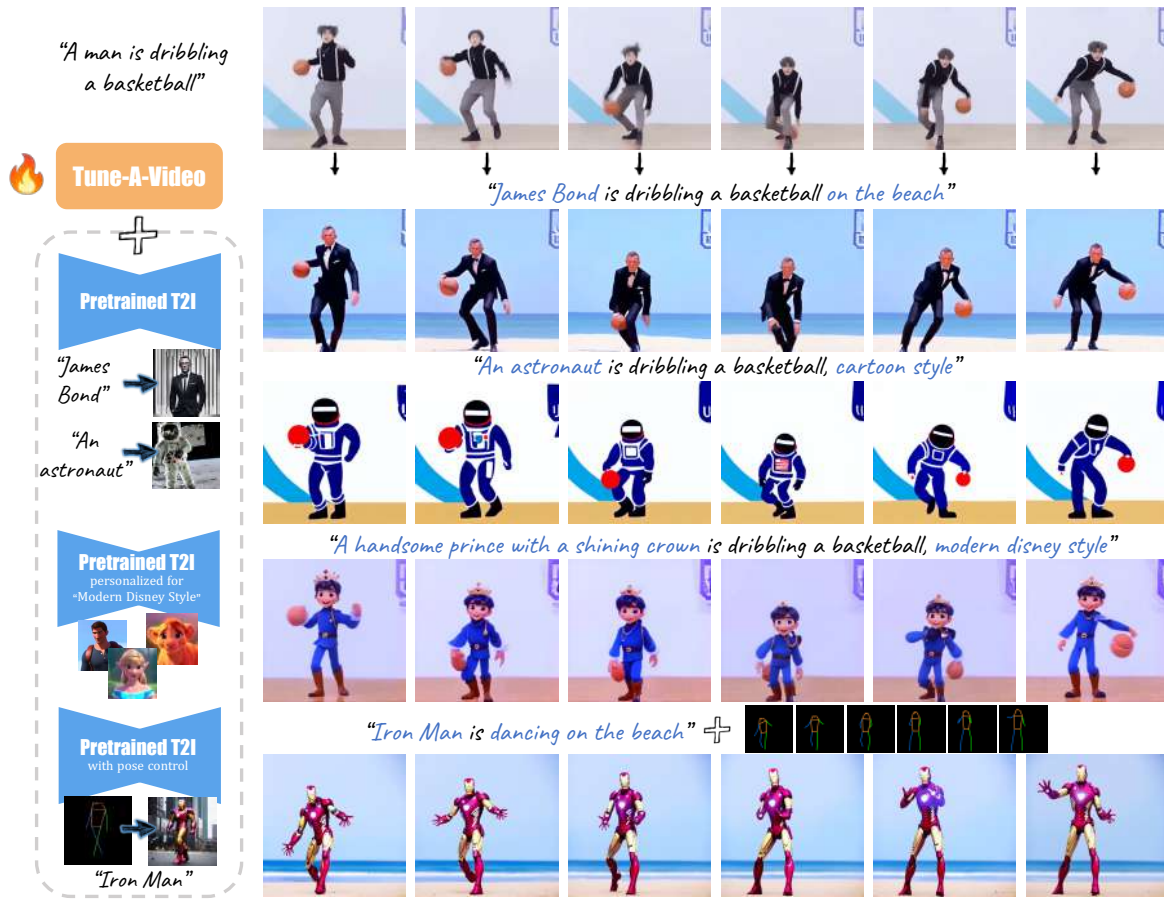 “A man is dribbling
a basketball”
Tune-A-Video
“James Bond is dribbling a basketball on the beach”
Pretrained T2I
“James
Bond”
“An astronaut is dribbling a basketball, cartoon style”
“An
astronaut”
“A handsome prince with a shining crown is dribbling a basketball, modern disney style”
Pretrained T2I
personalized for
“Modern Disney Style”
“Iron Man is dancing on the beach”
Pretrained T2I
with pose control
“Iron Man”